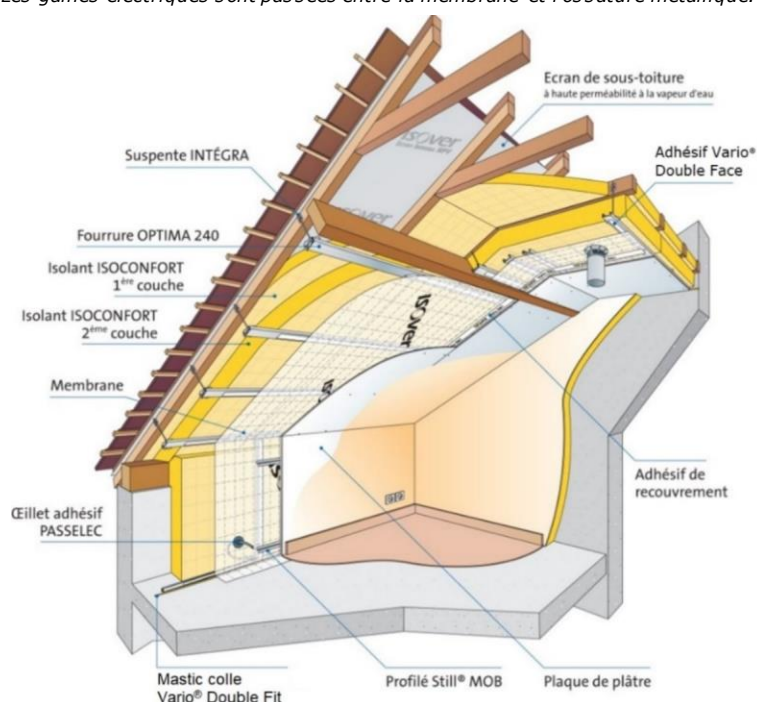 Les gaines électriques sont passées entre la membrane et l'ossature métallique.
Ecran de sous-toiture
à haute perméabilité à la vapeur d'eau
Suspente INTÉGRA
Adhésif Vario®
Double Face
isover
Fourrure OPTIMA 240
isover
Isolant ISOCONFORT
1ère couche
Isolant ISOCONFORT
2ème couche
isover
Membrane
Adhésif de
recouvrement
Œillet adhésif
PASSELEC
Mastic colle
Vario® Double Fit
Profilé Still® MOB
Plaque de plâtre